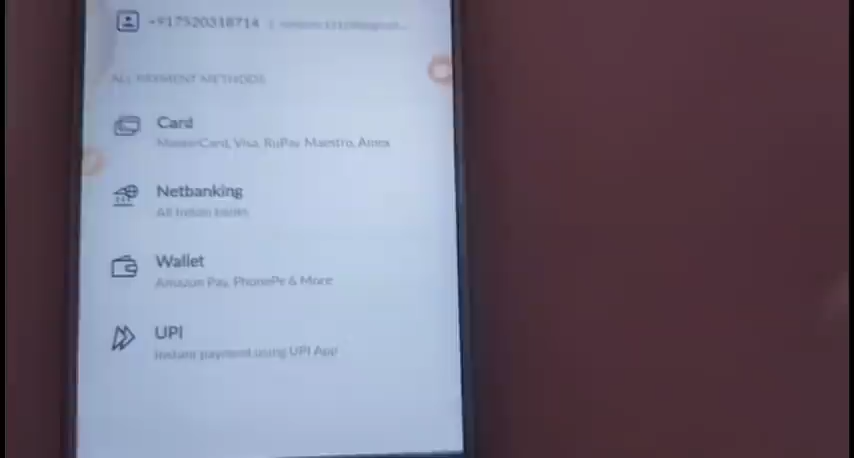 +917520318714
ALL PAYMENT METHODS
Card
MasterCard, Visa, RuPay, Maestro, Amex
Netbanking
All Indian banks
Wallet
Amazon Pay, PhonePe & More
UPI
Instant payment using UPI App